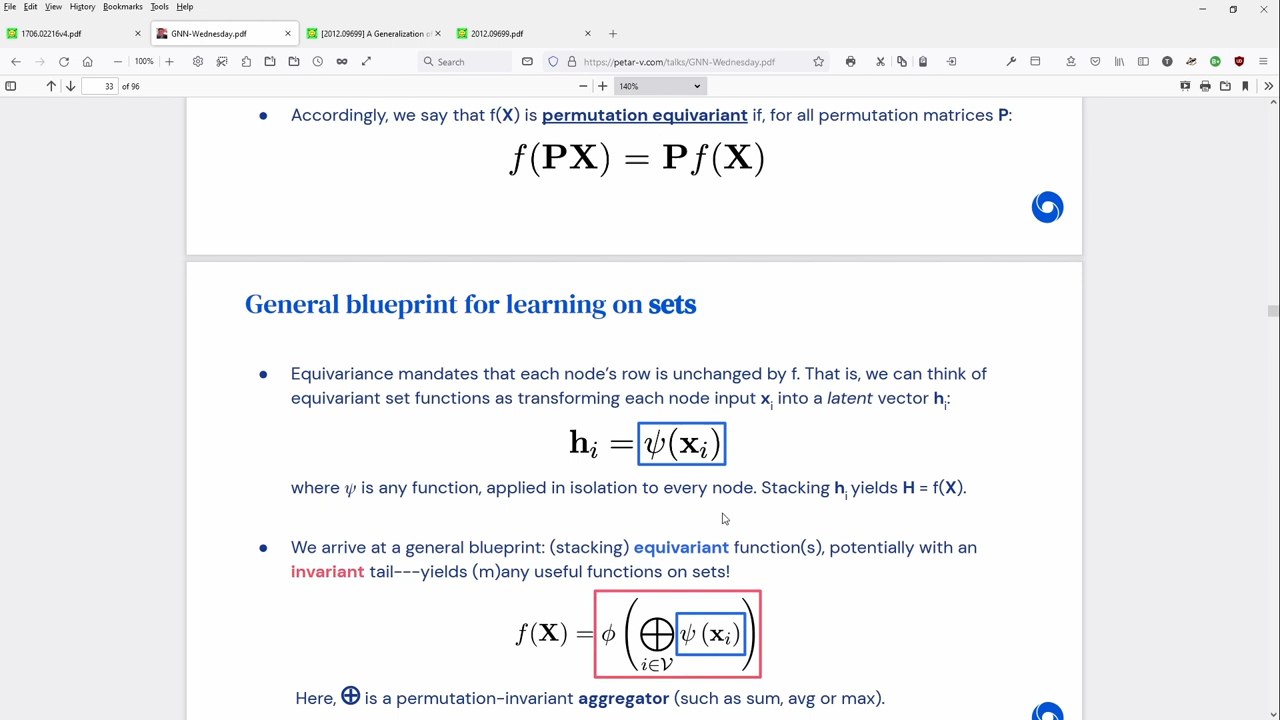 File Edit View History Bookmarks Tools Help
1706.02216v4.pdf GNN-Wednesday.pdf [2012.09699] A Generalization o 2012.09699.pdf
100% Search https://petar-v.com/talks/GNN-Wednesday.pdf
33 of 96 140%
• Accordingly, we say that f(X) is permutation equivariant if, for all permutation matrices P:
f(PX) = Pf(X)
General blueprint for learning on sets
• Equivariance mandates that each node's row is unchanged by f. That is, we can think of
equivariant set functions as transforming each node input xᵢ into a latent vector hᵢ:
hᵢ = ψ(xᵢ)
where ψ is any function, applied in isolation to every node. Stacking hᵢ yields H = f(X).
• We arrive at a general blueprint: (stacking) equivariant function(s), potentially with an
invariant tail---yields (m)any useful functions on sets!
f(X) = ϕ (⨁ i∈𝒱 ψ (xᵢ))
Here, ⨁ is a permutation-invariant aggregator (such as sum, avg or max).